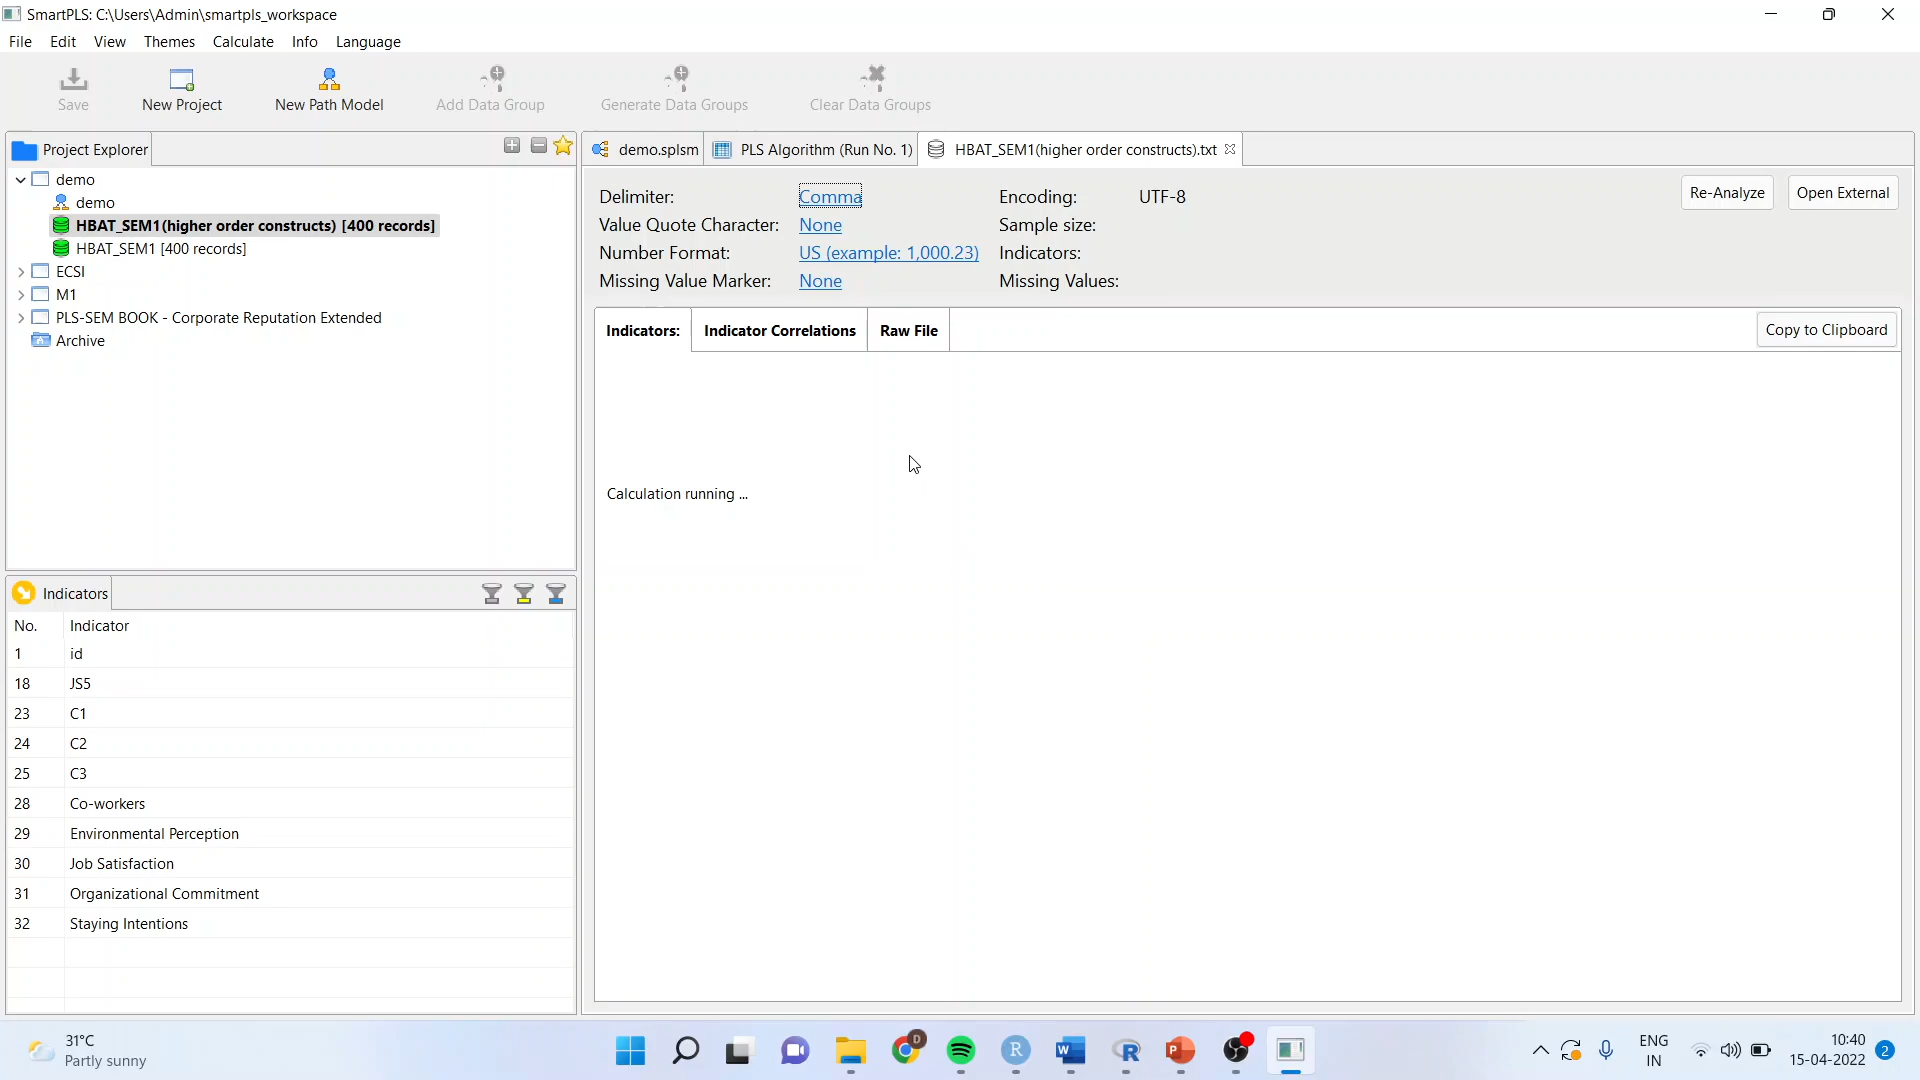 SmartPLS: C:\Users\Admin\smartpls_workspace
File Edit View Themes Calculate Info Language
Save New Project New Path Model Add Data Group Generate Data Groups Clear Data Groups
Project Explorer
demo
demo
HBAT_SEM1(higher order constructs) [400 records]
HBAT_SEM1 [400 records]
ECSI
M1
PLS-SEM BOOK - Corporate Reputation Extended
Archive
Indicators
No. Indicator
1 id
18 JS5
23 C1
24 C2
25 C3
28 Co-workers
29 Environmental Perception
30 Job Satisfaction
31 Organizational Commitment
32 Staying Intentions
demo.splsm PLS Algorithm (Run No. 1) HBAT_SEM1(higher order constructs).txt
Delimiter: Comma Encoding: UTF-8 Re-Analyze Open External
Value Quote Character: None Sample size:
Number Format: US (example: 1,000.23) Indicators:
Missing Value Marker: None Missing Values:
Indicators: Indicator Correlations Raw File Copy to Clipboard
Calculation running ...
31°C
Partly sunny
D
R
W
R
P
ENG
IN
10:40
15-04-2022
2